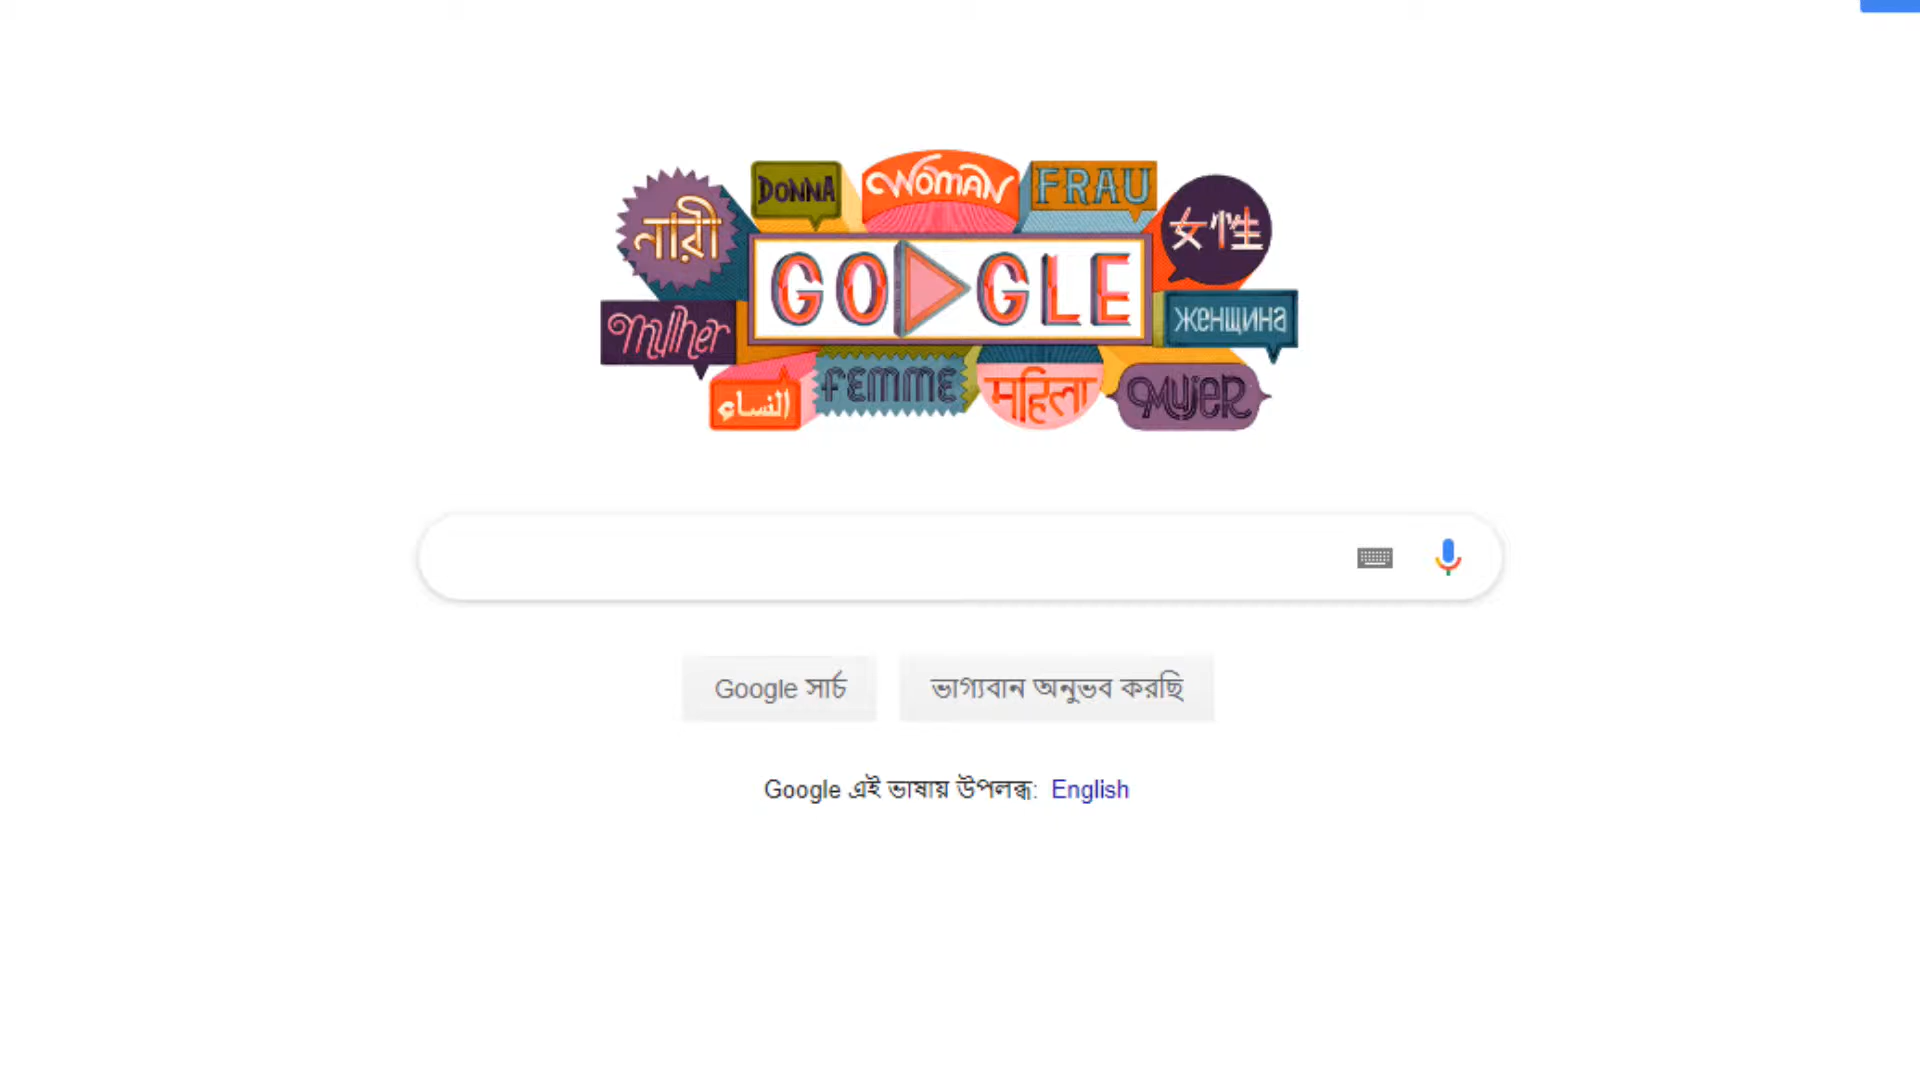 নারী
DONNA
WOMAN
FRAU
女性
GOGLE
Mulher
женщина
النساء
FEMME
महिला
MUJER
Google সার্চ
ভাগ্যবান অনুভব করছি
Google এই ভাষায় উপলব্ধ: English